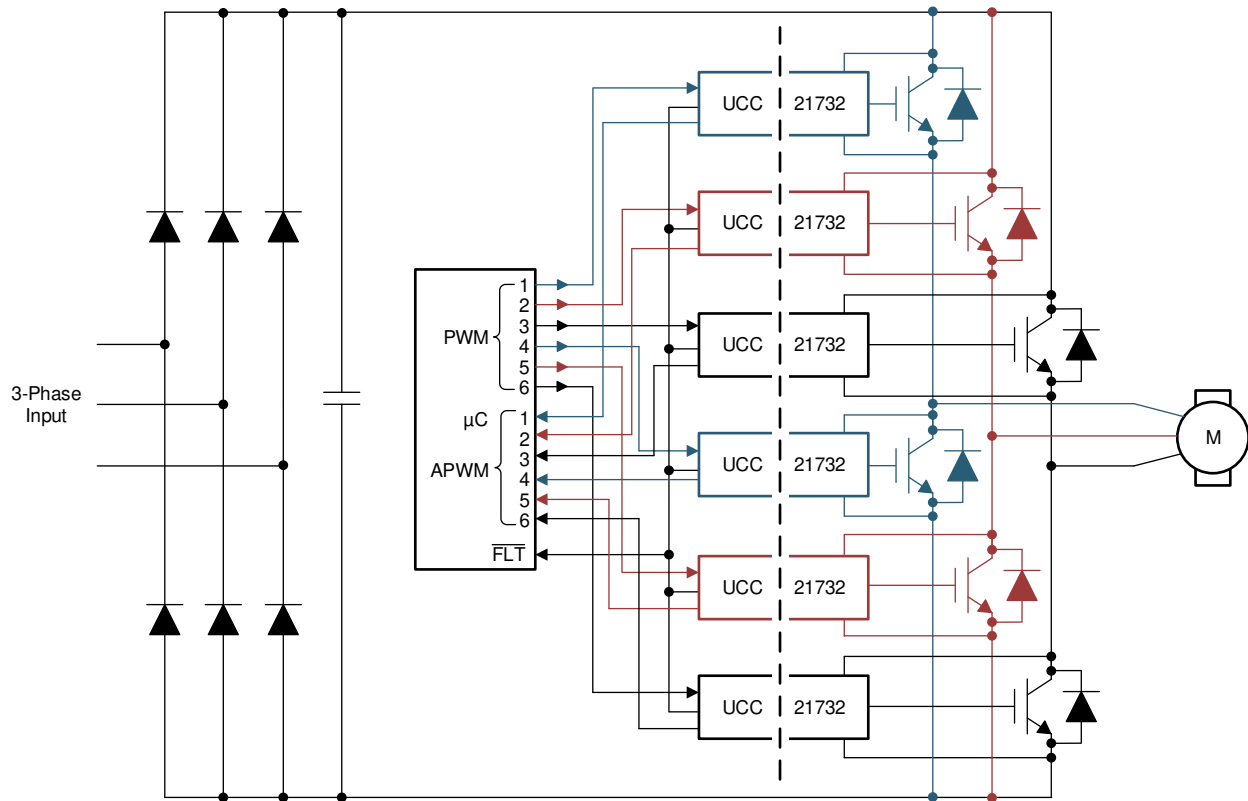 UCC 21732
UCC 21732
1
2
PWM 3
4
5
6
UCC 21732
3-Phase
Input
µC
1
2
3
APWM 4
5
6
M
UCC 21732
FLT
UCC 21732
UCC 21732